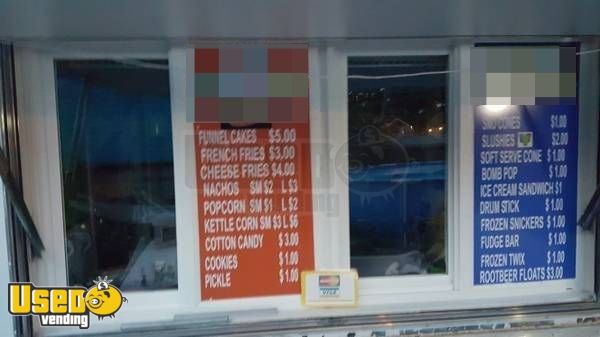 FUNNEL CAKES $5.00
FRENCH FRIES $3.00
CHEESE FRIES $4.00
NACHOS SM $2 L $3
POPCORN SM $1 L $2
KETTLE CORN SM $3 L $6
COTTON CANDY $3.00
COOKIES $1.00
PICKLE $1.00
SNO CONES $1.00
SLUSHIES $2.00
SOFT SERVE CONE $1.00
BOMB POP $1.00
ICE CREAM SANDWICH $1
DRUM STICK $1.00
FROZEN SNICKERS $1.00
FUDGE BAR $1.00
FROZEN TWIX $1.00
ROOTBEER FLOATS $3.00
VISA
USED
vending